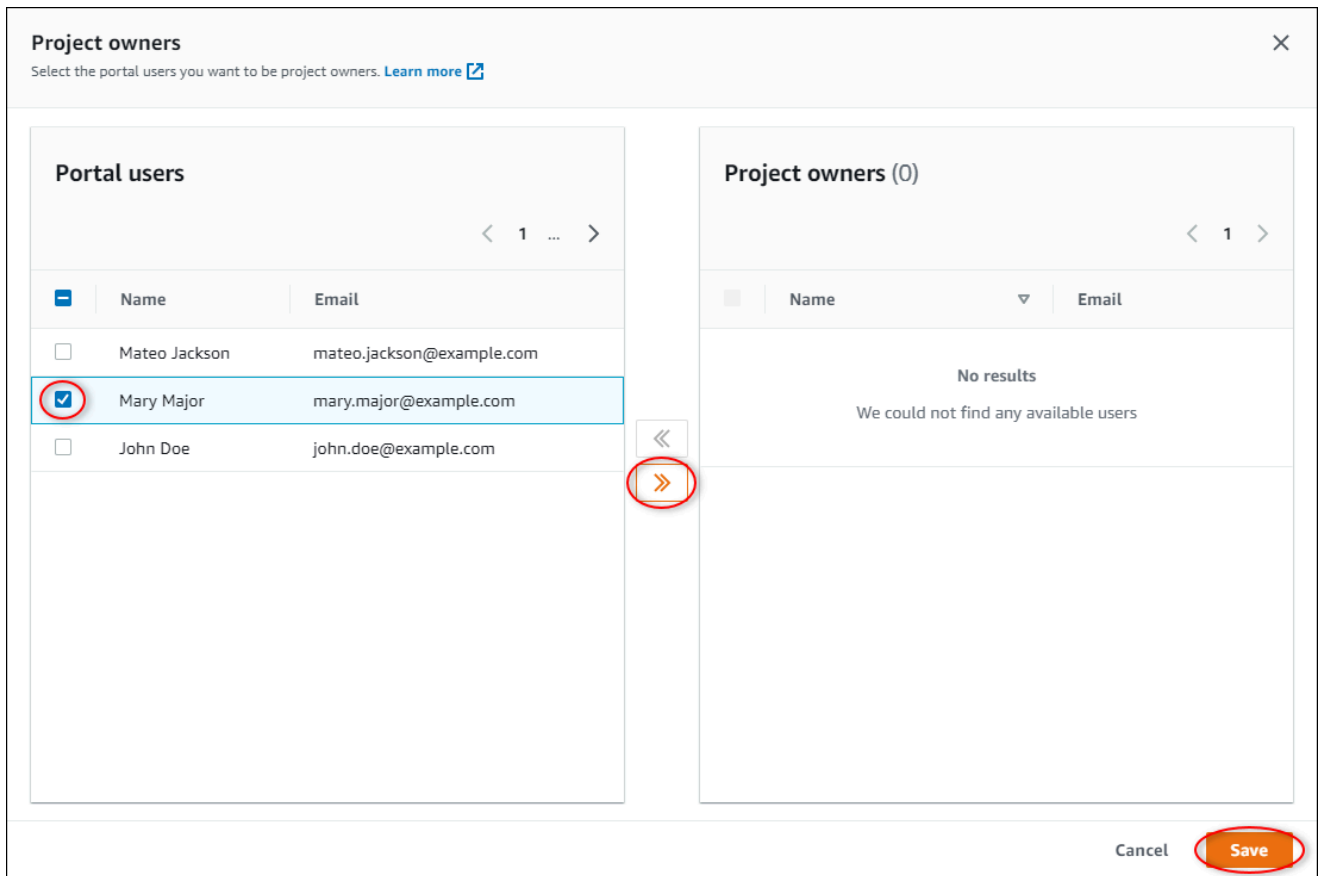 Project owners
Select the portal users you want to be project owners. Learn more
Portal users
1 ...
Name Email
Mateo Jackson mateo.jackson@example.com
Mary Major mary.major@example.com
John Doe john.doe@example.com
Project owners (0)
1
Name Email
No results
We could not find any available users
Cancel Save